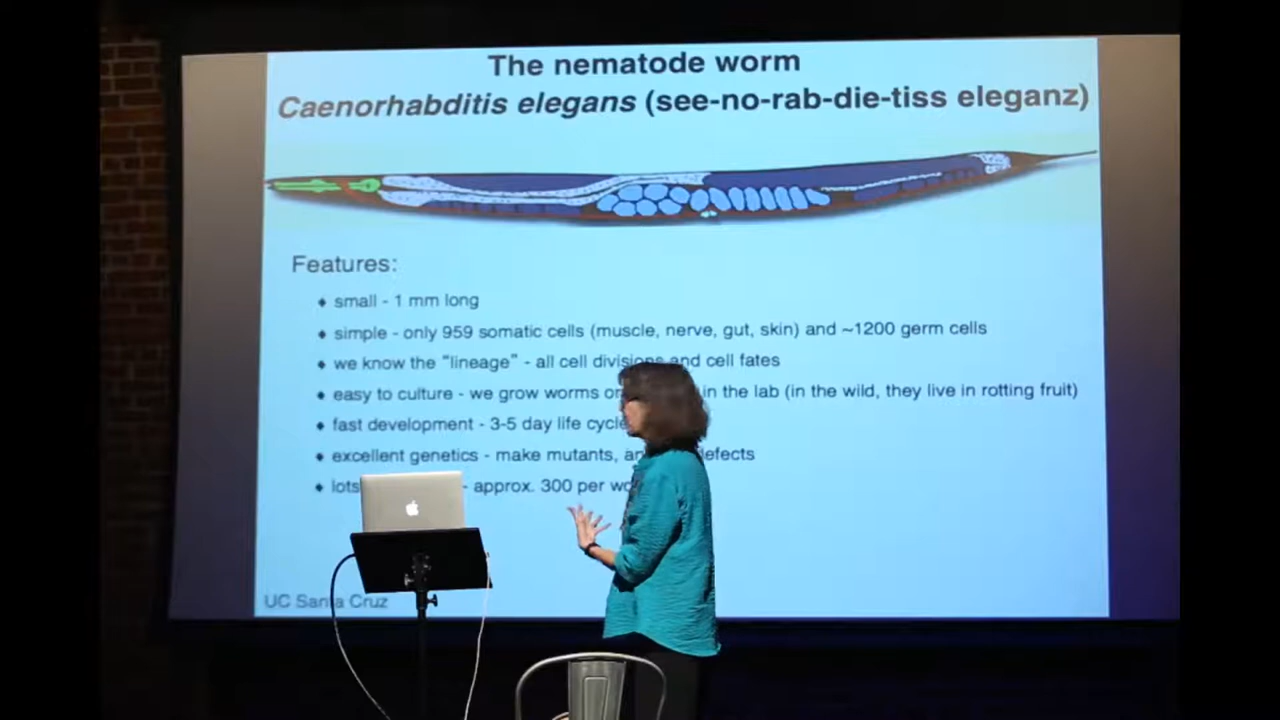 The nematode worm
Caenorhabditis elegans (see-no-rab-die-tiss eleganz)
Features:
♦ small - 1 mm long
♦ simple - only 959 somatic cells (muscle, nerve, gut, skin) and ~1200 germ cells
♦ we know the “lineage” - all cell divisions and cell fates
♦ easy to culture - we grow worms in the lab (in the wild, they live in rotting fruit)
♦ fast development - 3-5 day life cycle
♦ excellent genetics - make mutants, defects
♦ lots - approx. 300 per
UC Santa Cruz